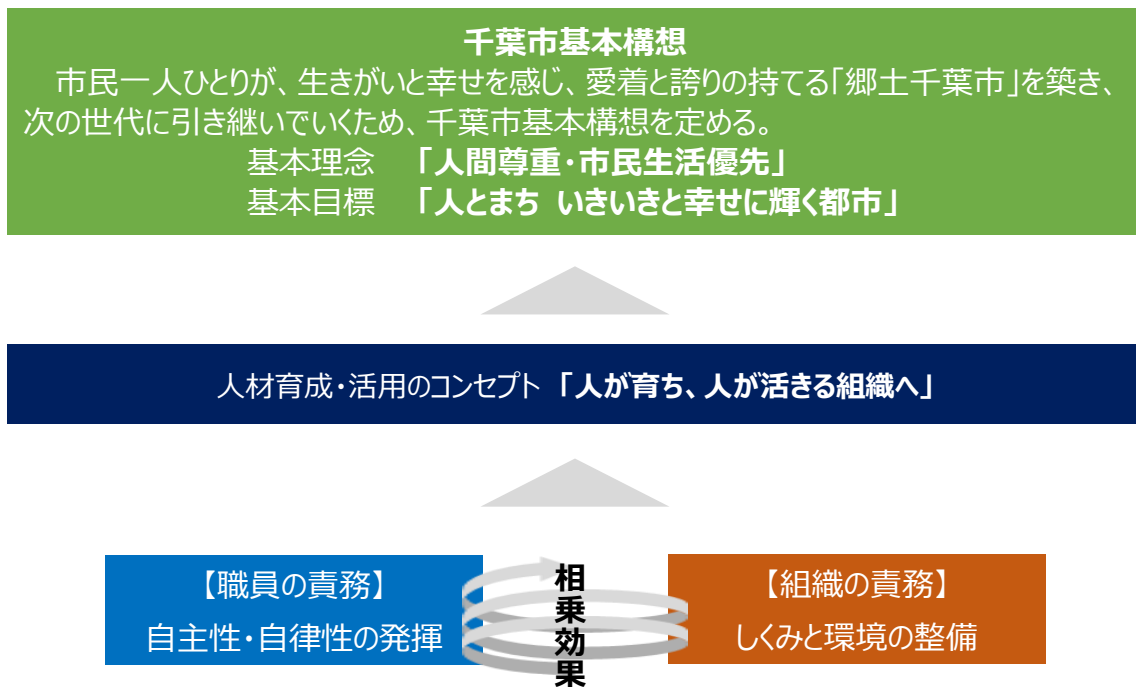 千葉市基本構想
市民一人ひとりが、生きがいと幸せを感じ、愛着と誇りの持てる「郷土千葉市」を築き、
次の世代に引き継いでいくため、千葉市基本構想を定める。
基本理念　「人間尊重・市民生活優先」
基本目標　「人とまち いきいきと幸せに輝く都市」
人材育成・活用のコンセプト「人が育ち、人が活きる組織へ」
【職員の責務】
自主性・自律性の発揮
相乗効果
【組織の責務】
しくみと環境の整備